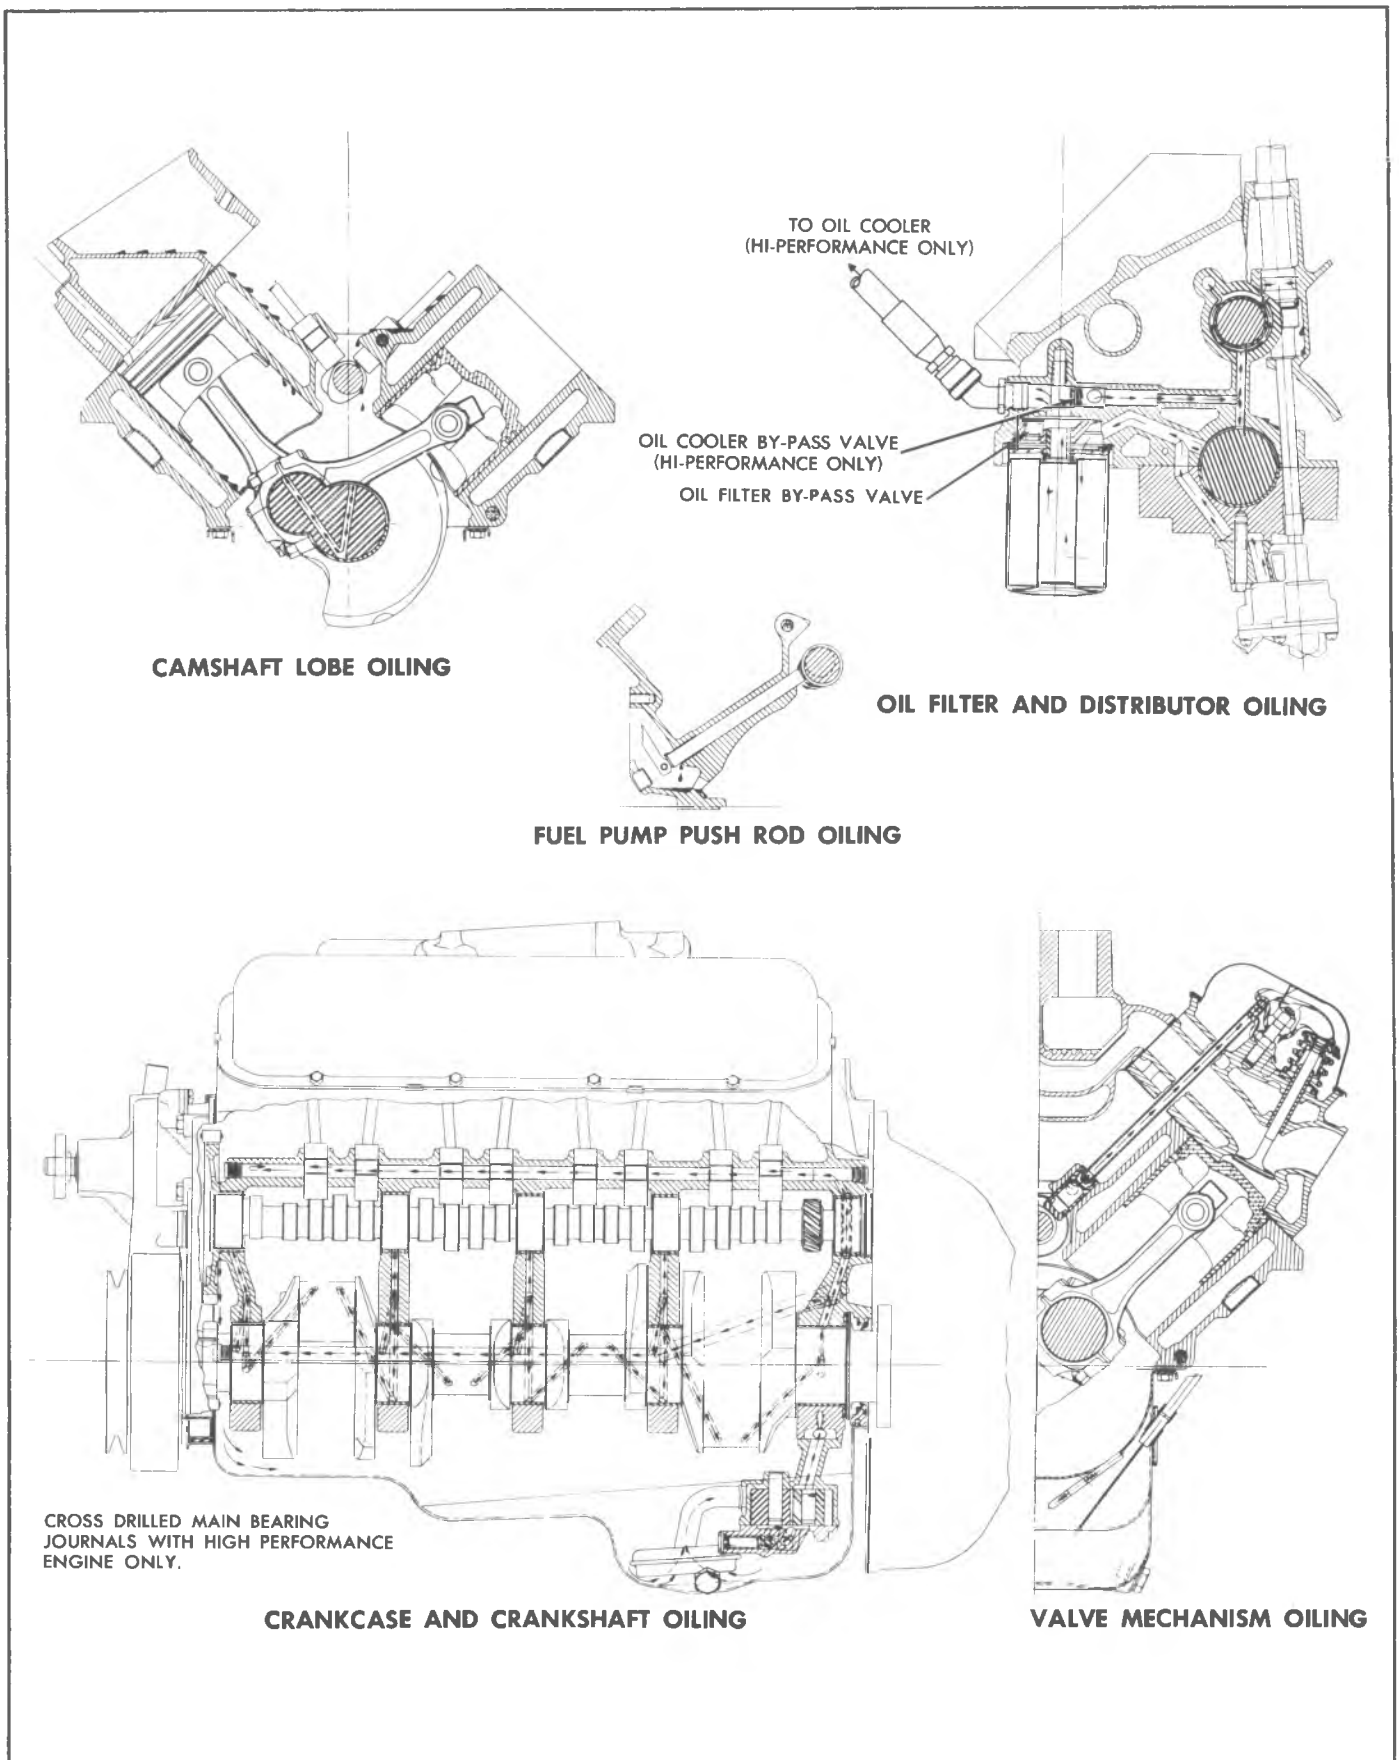 TO OIL COOLER
(HI-PERFORMANCE ONLY)
OIL COOLER BY-PASS VALVE
(HI-PERFORMANCE ONLY)
OIL FILTER BY-PASS VALVE
CAMSHAFT LOBE OILING
OIL FILTER AND DISTRIBUTOR OILING
FUEL PUMP PUSH ROD OILING
CROSS DRILLED MAIN BEARING
JOURNALS WITH HIGH PERFORMANCE
ENGINE ONLY.
CRANKCASE AND CRANKSHAFT OILING
VALVE MECHANISM OILING